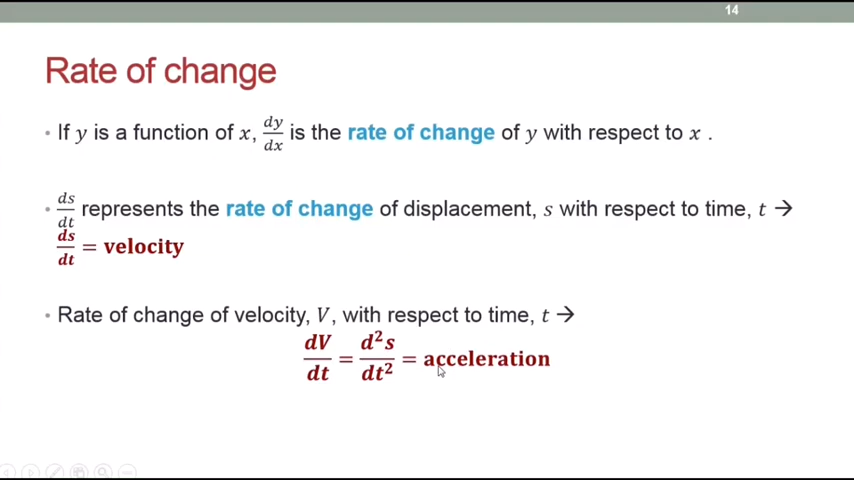 14
Rate of change
• If y is a function of x, dy/dx is the rate of change of y with respect to x .
• ds/dt represents the rate of change of displacement, s with respect to time, t →
ds/dt = velocity
• Rate of change of velocity, V, with respect to time, t →
dV/dt = d²s/dt² = acceleration